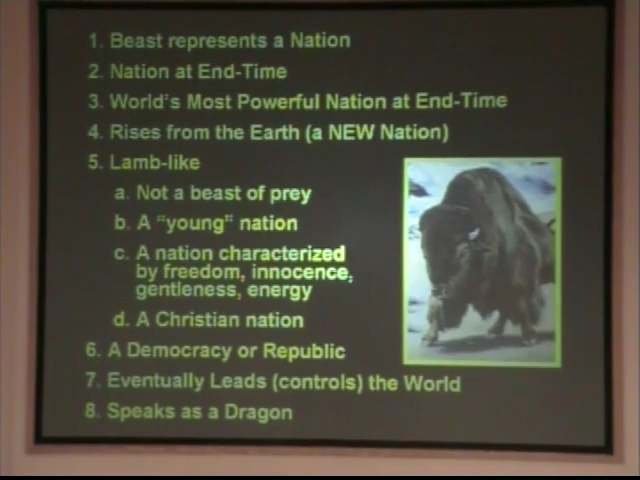 1. Beast represents a Nation
2. Nation at End-Time
3. World's Most Powerful Nation at End-Time
4. Rises from the Earth (a NEW Nation)
5. Lamb-like
a. Not a beast of prey
b. A "young" nation
c. A nation characterized
by freedom, innocence,
gentleness, energy
d. A Christian nation
6. A Democracy or Republic
7. Eventually Leads (controls) the World
8. Speaks as a Dragon